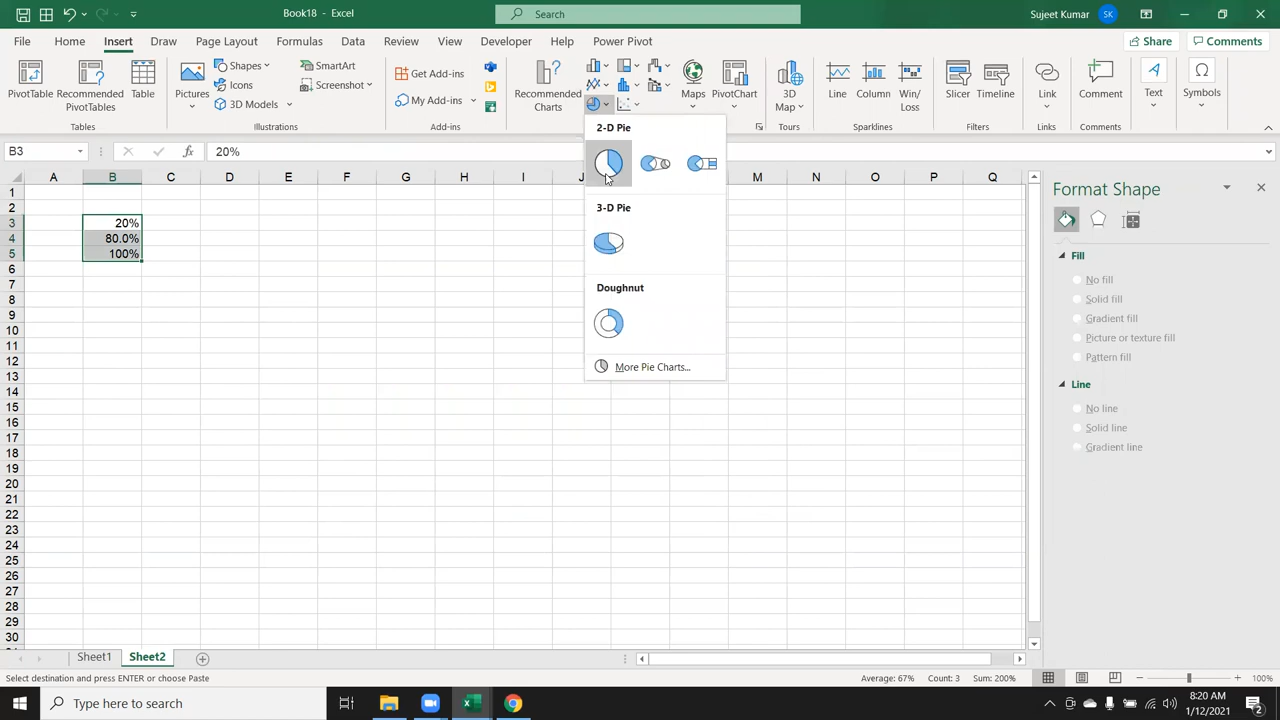 Book18 - Excel
Search
Sujeet Kumar
SK
File Home Insert Draw Page Layout Formulas Data Review View Developer Help Power Pivot
Share
Comments
PivotTable
Recommended PivotTables
Table
Tables
Pictures
Shapes
Icons
3D Models
SmartArt
Screenshot
Illustrations
Get Add-ins
My Add-ins
Add-ins
Recommended Charts
Maps
PivotChart
3D Map
Tours
Line
Column
Win/Loss
Sparklines
Slicer
Timeline
Filters
Link
Links
Comment
Comments
Text
Symbols
B3
fx
20%
2-D Pie
3-D Pie
Doughnut
More Pie Charts...
A B C D E F G H I J M N O P Q
1
2
3 20%
4 80.0%
5 100%
6
7
8
9
10
11
12
13
14
15
16
17
18
19
20
21
22
23
24
25
26
27
28
29
30
Format Shape
Fill
No fill
Solid fill
Gradient fill
Picture or texture fill
Pattern fill
Line
No line
Solid line
Gradient line
Sheet1 Sheet2
Select destination and press ENTER or choose Paste
Average: 67% Count: 3 Sum: 200%
100%
Type here to search
8:20 AM
1/12/2021